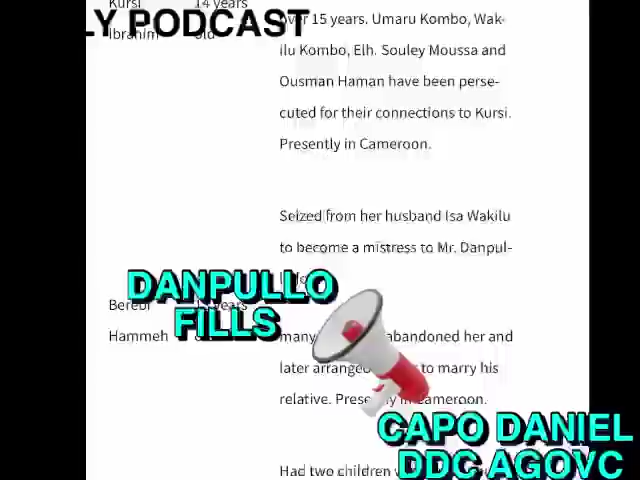 LY PODCAST
Kursi 14 years
Ibrahim old
over 15 years. Umaru Kombo, Wak-
ilu Kombo, Elh. Souley Moussa and
Ousman Haman have been perse-
cuted for their connections to Kursi.
Presently in Cameroon.
Seized from her husband Isa Wakilu
to become a mistress to Mr. Danpul-
DANPULLO
FILLS
Berebi years
Hammeh
many abandoned her and
later arranged to marry his
relative. Presently in Cameroon.
CAPO DANIEL
DDC AGOVC
Had two children